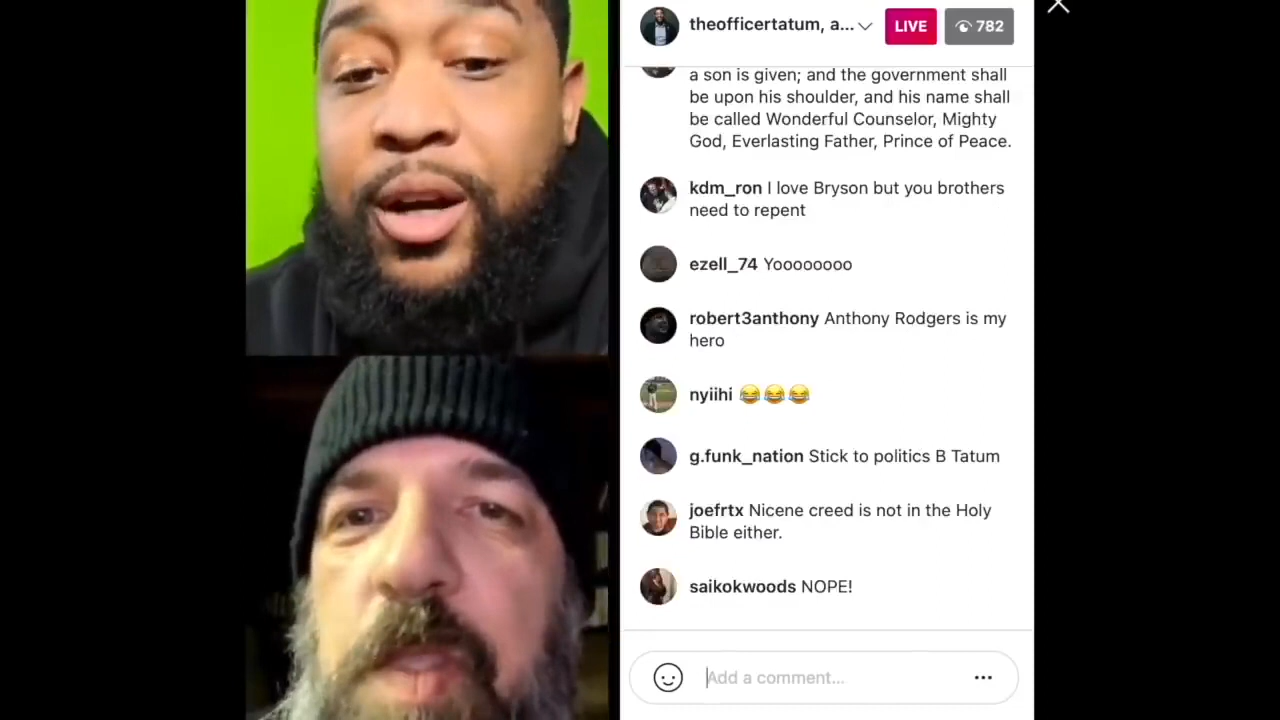 theofficertatum, a...
LIVE
782
a son is given; and the government shall
be upon his shoulder, and his name shall
be called Wonderful Counselor, Mighty
God, Everlasting Father, Prince of Peace.
kdm_ron I love Bryson but you brothers
need to repent
ezell_74 Yoooooooo
robert3anthony Anthony Rodgers is my
hero
nyiihi 😂😂😂
g.funk_nation Stick to politics B Tatum
joefrtx Nicene creed is not in the Holy
Bible either.
saikokwoods NOPE!
Add a comment...